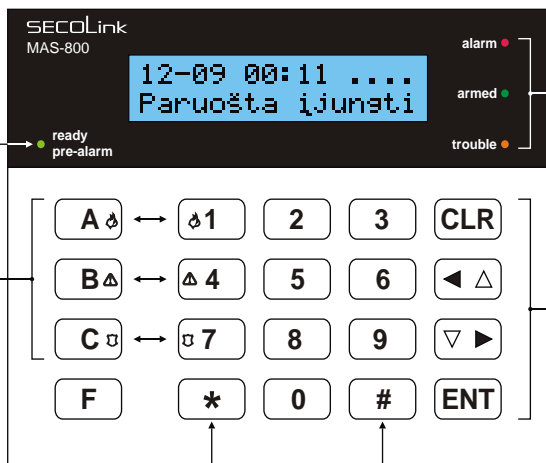 SECOLink
MAS-800
alarm
12-09 00:11 ....
Paruošta įjungti
armed
ready
pre-alarm
trouble
A 1 2 3 CLR
B 4 5 6 ◀ △
C 7 8 9 ▽ ▶
F * 0 # ENT